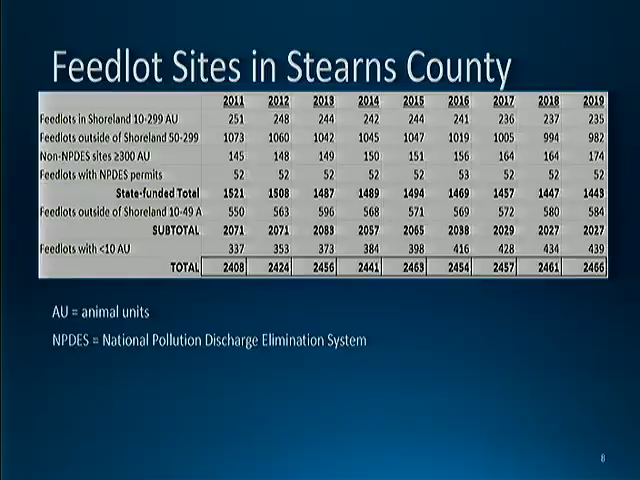 Feedlot Sites in Stearns County
2011 2012 2013 2014 2015 2016 2017 2018 2019
Feedlots in Shoreland 10-299 AU 251 248 244 242 244 241 236 237 235
Feedlots outside of Shoreland 50-299 1073 1060 1042 1045 1047 1019 1005 994 982
Non-NPDES sites ≥300 AU 145 148 149 150 151 156 164 164 174
Feedlots with NPDES permits 52 52 52 52 52 53 52 52 52
State-funded Total 1521 1508 1487 1489 1494 1469 1457 1447 1443
Feedlots outside of Shoreland 10-49 A 550 563 596 568 571 569 572 580 584
SUBTOTAL 2071 2071 2083 2057 2065 2038 2029 2027 2027
Feedlots with <10 AU 337 353 373 384 398 416 428 434 439
TOTAL 2408 2424 2456 2441 2463 2454 2457 2461 2466
AU = animal units
NPDES = National Pollution Discharge Elimination System
8